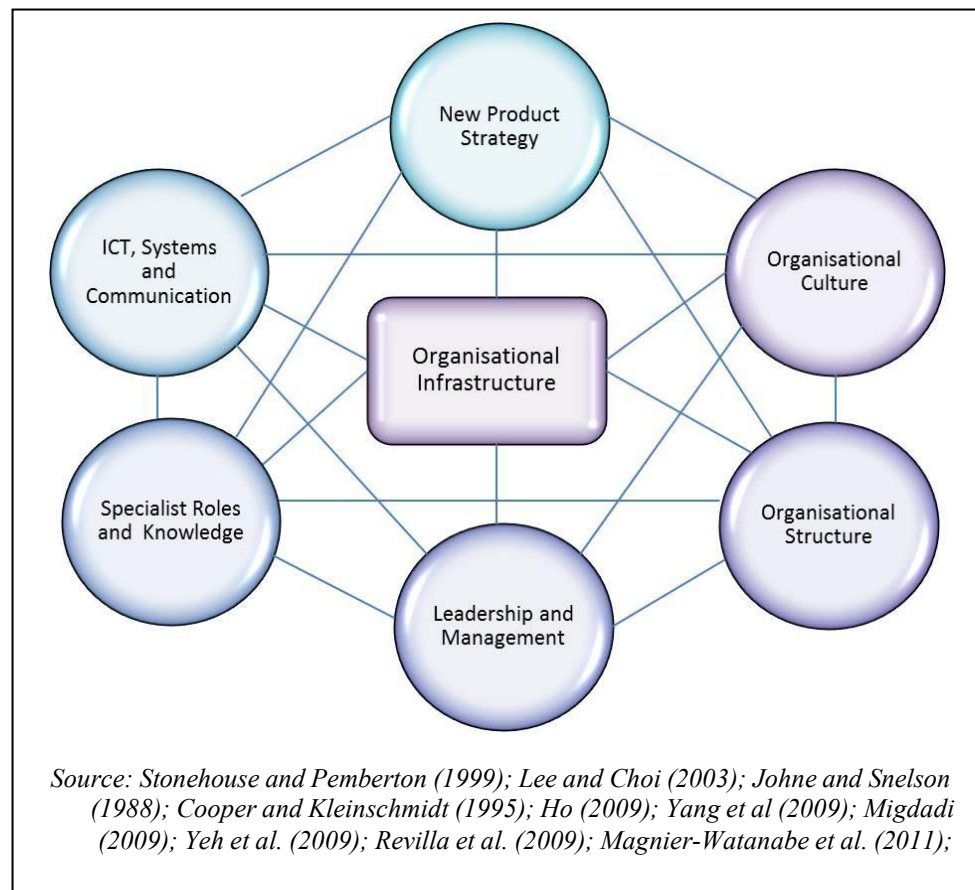 New Product
Strategy
ICT, Systems
and
Communication
Organisational
Culture
Organisational
Infrastructure
Specialist Roles
and Knowledge
Organisational
Structure
Leadership and
Management
Source: Stonehouse and Pemberton (1999); Lee and Choi (2003); Johne and Snelson
(1988); Cooper and Kleinschmidt (1995); Ho (2009); Yang et al (2009); Migdadi
(2009); Yeh et al. (2009); Revilla et al. (2009); Magnier-Watanabe et al. (2011);